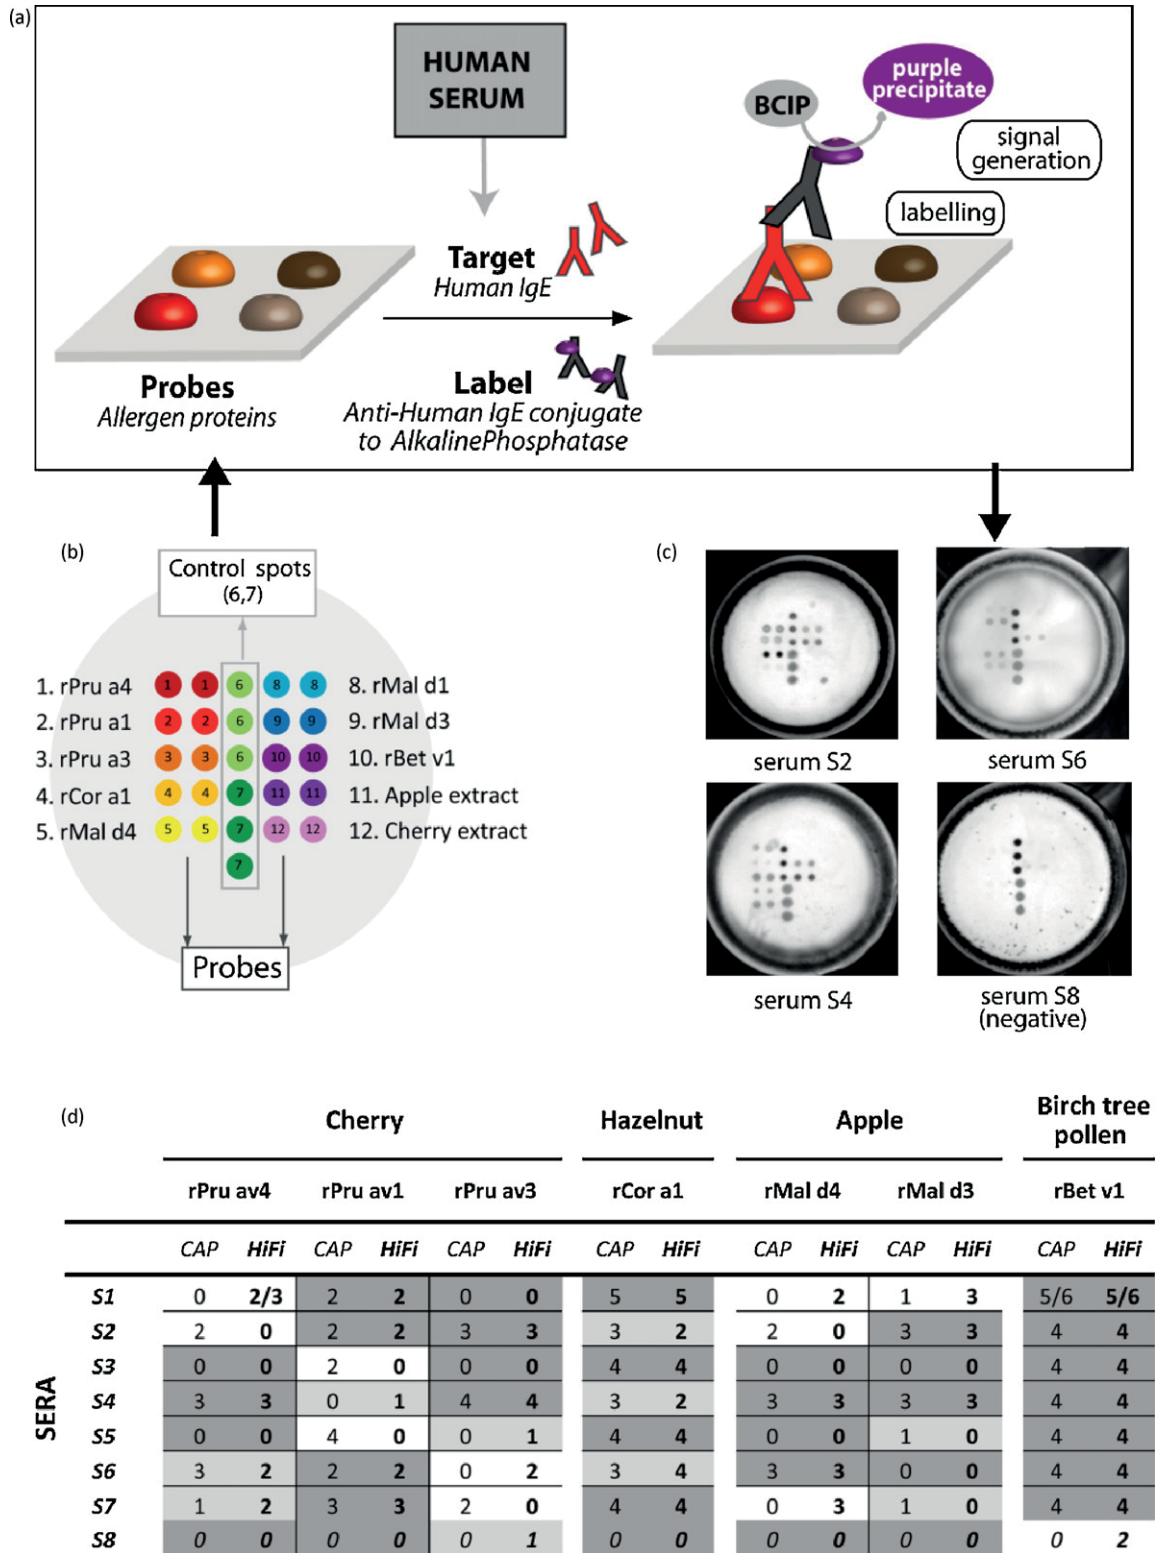 (a)
HUMAN
SERUM
BCIP
purple
precipitate
signal
generation
labelling
Target
Human IgE
Probes
Allergen proteins
Label
Anti-Human IgE conjugate
to AlkalinePhosphatase
(b)
Control spots
(6,7)
1. rPru a4 1 1 6 8 8 8. rMal d1
2. rPru a1 2 2 6 9 9 9. rMal d3
3. rPru a3 3 3 6 10 10 10. rBet v1
4. rCor a1 4 4 7 11 11 11. Apple extract
5. rMal d4 5 5 7 12 12 12. Cherry extract
7
Probes
(c)
serum S2
serum S6
serum S4
serum S8
(negative)
(d)
Cherry Hazelnut Apple Birch tree
pollen
rPru av4 rPru av1 rPru av3 rCor a1 rMal d4 rMal d3 rBet v1
CAP HiFi CAP HiFi CAP HiFi CAP HiFi CAP HiFi CAP HiFi CAP HiFi
SERA
S1 0 2/3 2 2 0 0 5 5 0 2 1 3 5/6 5/6
S2 2 0 2 2 3 3 3 2 2 0 3 3 4 4
S3 0 0 2 0 0 0 4 4 0 0 0 0 4 4
S4 3 3 0 1 4 4 3 2 3 3 3 3 4 4
S5 0 0 4 0 0 1 4 4 0 0 1 0 4 4
S6 3 2 2 2 0 2 3 4 3 3 0 0 4 4
S7 1 2 3 3 2 0 4 4 0 3 1 0 4 4
S8 0 0 0 0 0 1 0 0 0 0 0 0 0 2